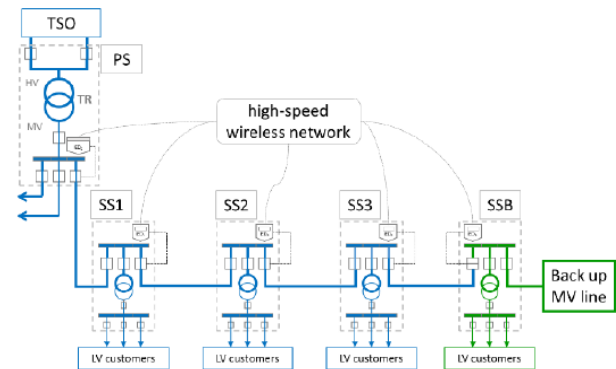 TSO
PS
HV
TR
MV
high-speed
wireless network
SS1
SS2
SS3
SSB
Back up
MV line
LV customers
LV customers
LV customers
LV customers